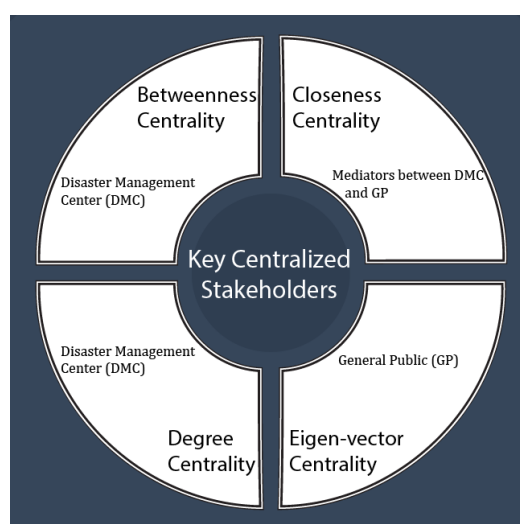 Betweenness
Centrality
Disaster Management
Center (DMC)
Closeness
Centrality
Mediators between DMC
and GP
Key Centralized
Stakeholders
Disaster Management
Center (DMC)
Degree
Centrality
General Public (GP)
Eigen-vector
Centrality